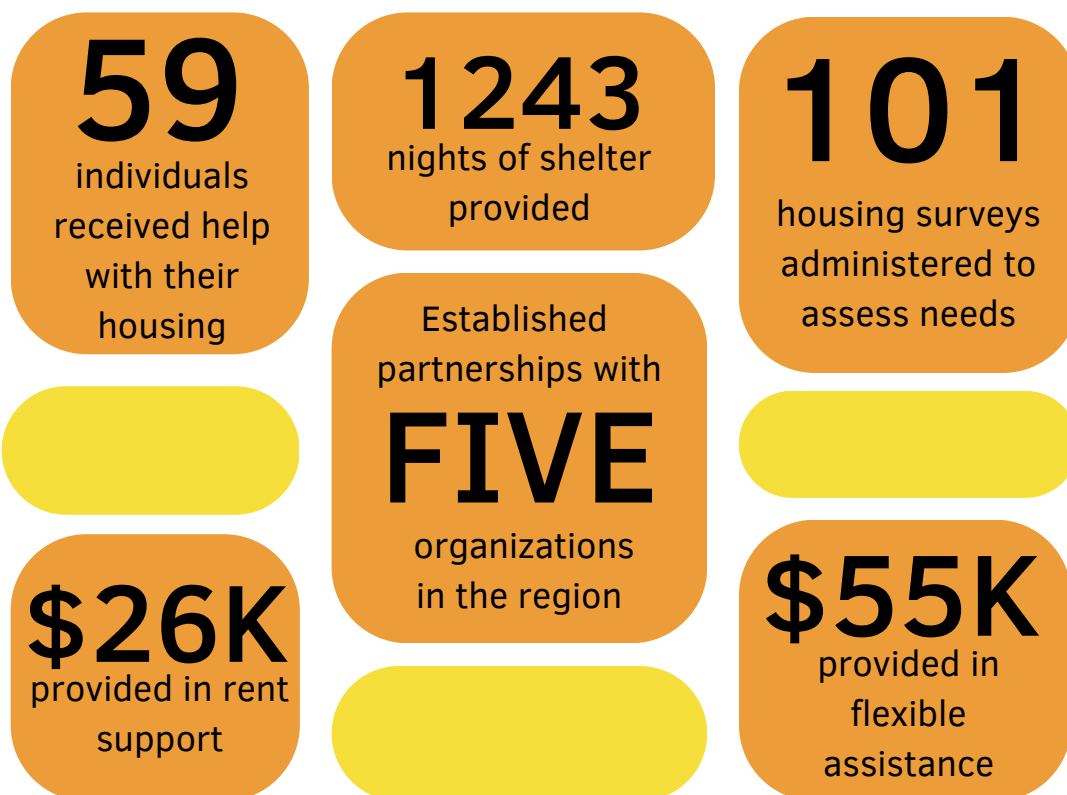 59
individuals
received help
with their
housing
1243
nights of shelter
provided
101
housing surveys
administered to
assess needs
Established
partnerships with
FIVE
organizations
in the region
$26K
provided in rent
support
$55K
provided in
flexible
assistance